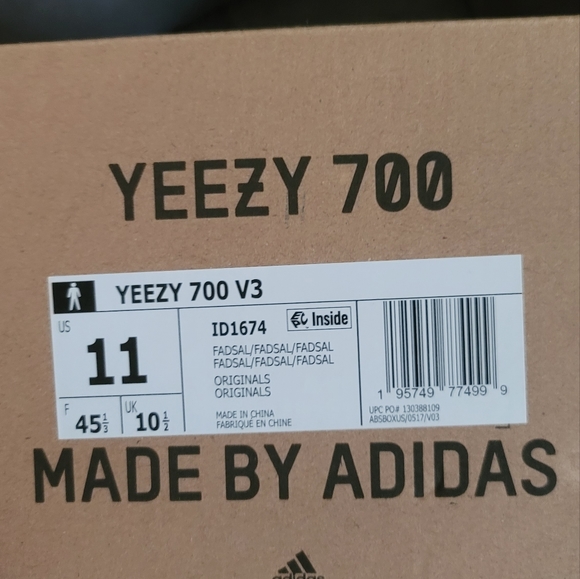 YEEZY 700
YEEZY 700 V3
US
11
F 45⅓
UK 10½
ID1674 Inside
FADSAL/FADSAL/FADSAL
FADSAL/FADSAL/FADSAL
ORIGINALS
ORIGINALS
MADE IN CHINA
FABRIQUÉ EN CHINE
1 95749 77499 9
UPC PO# 130388109
ABSBOXUS/0517/V03
MADE BY ADIDAS
adidas